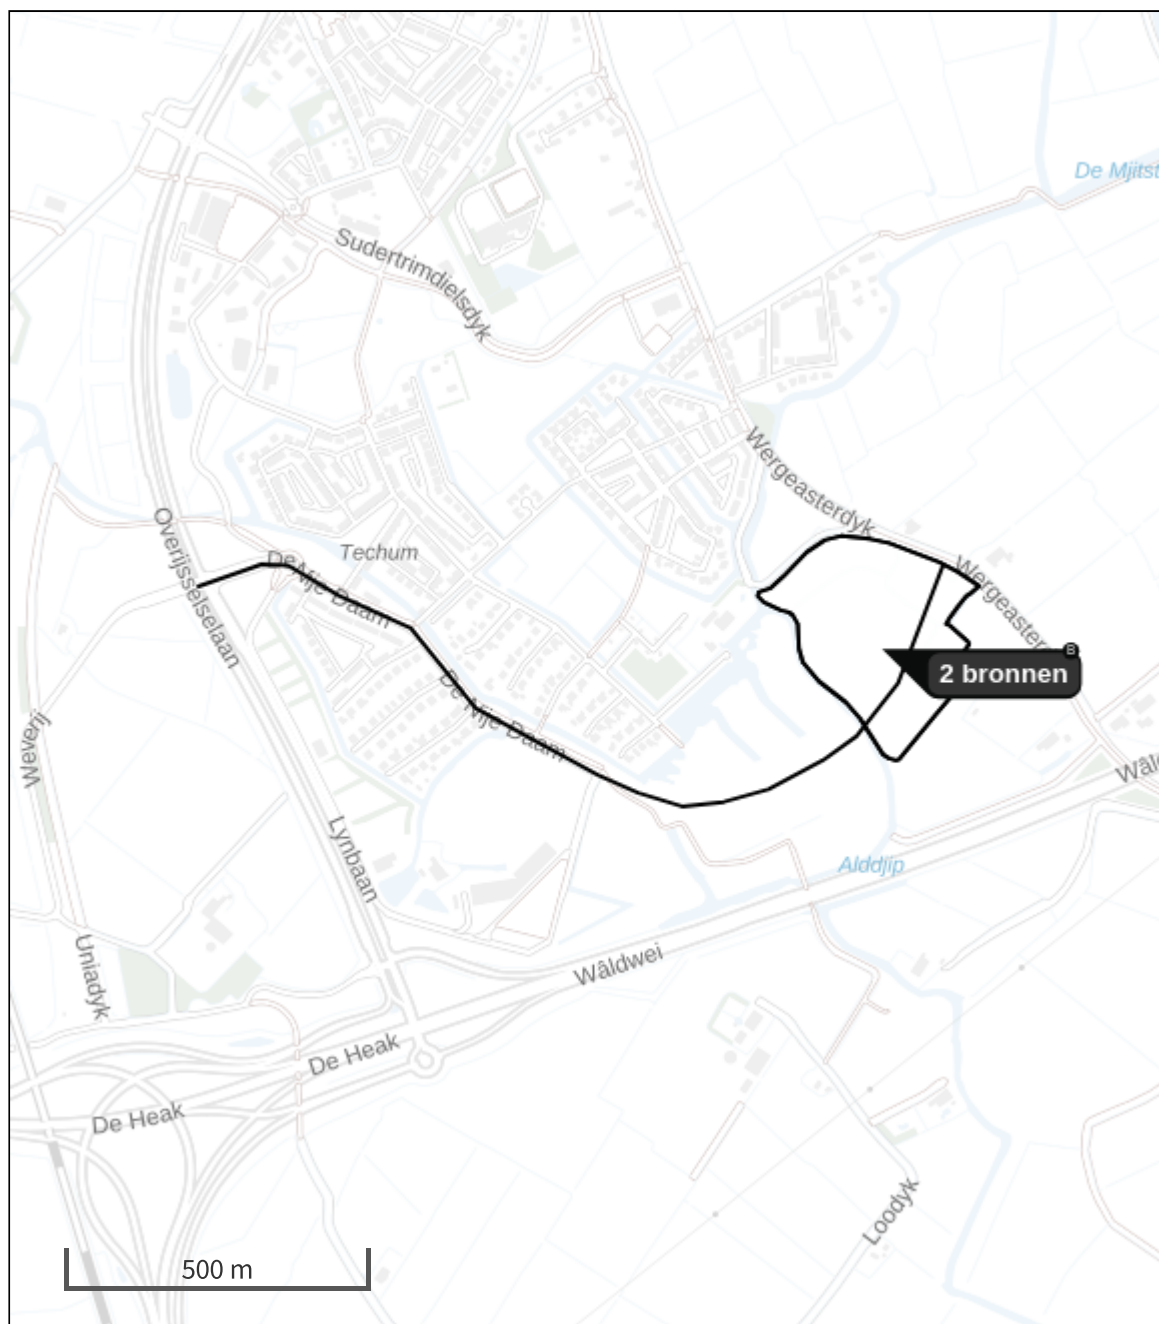 De Mjitst
Sudertrimdielsdyk
Wergeasterdyk
Overijsselselaan
De Nije Daam
Techum
Wergeaster
B
2 bronnen
De Nije Daam
Weverij
Wâld
Lynbaan
Alddjip
Uniadyk
Wâldwei
De Heak
De Heak
Loodyk
500 m